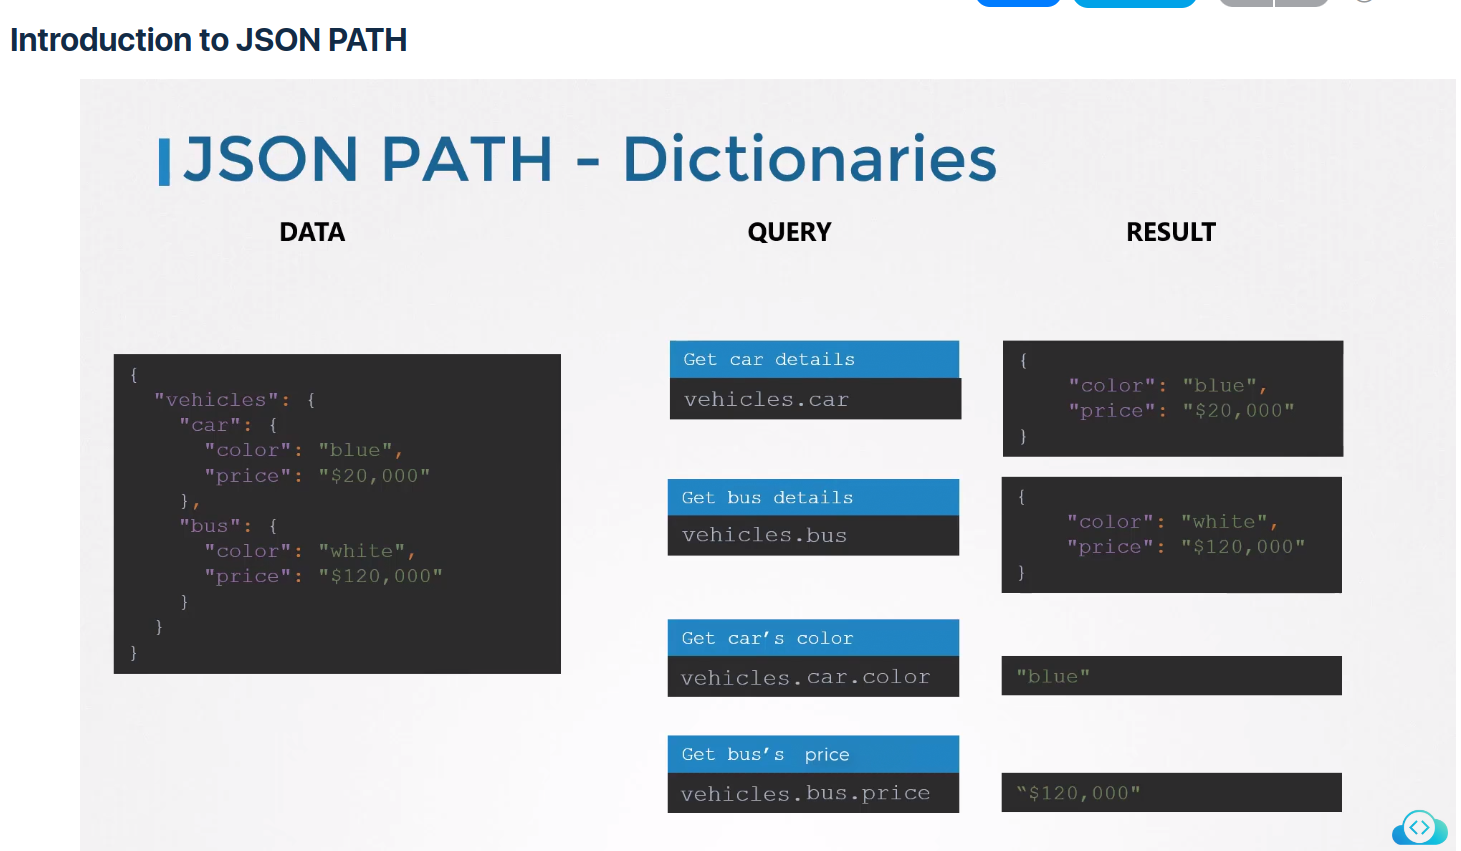 Introduction to JSON PATH
JSON PATH - Dictionaries
DATA
QUERY
RESULT
{
"vehicles": {
"car": {
"color": "blue",
"price": "$20,000"
},
"bus": {
"color": "white",
"price": "$120,000"
}
}
}
Get car details
vehicles.car
{
"color": "blue",
"price": "$20,000"
}
Get bus details
vehicles.bus
{
"color": "white",
"price": "$120,000"
}
Get car’s color
vehicles.car.color
"blue"
Get bus’s price
vehicles.bus.price
“$120,000"